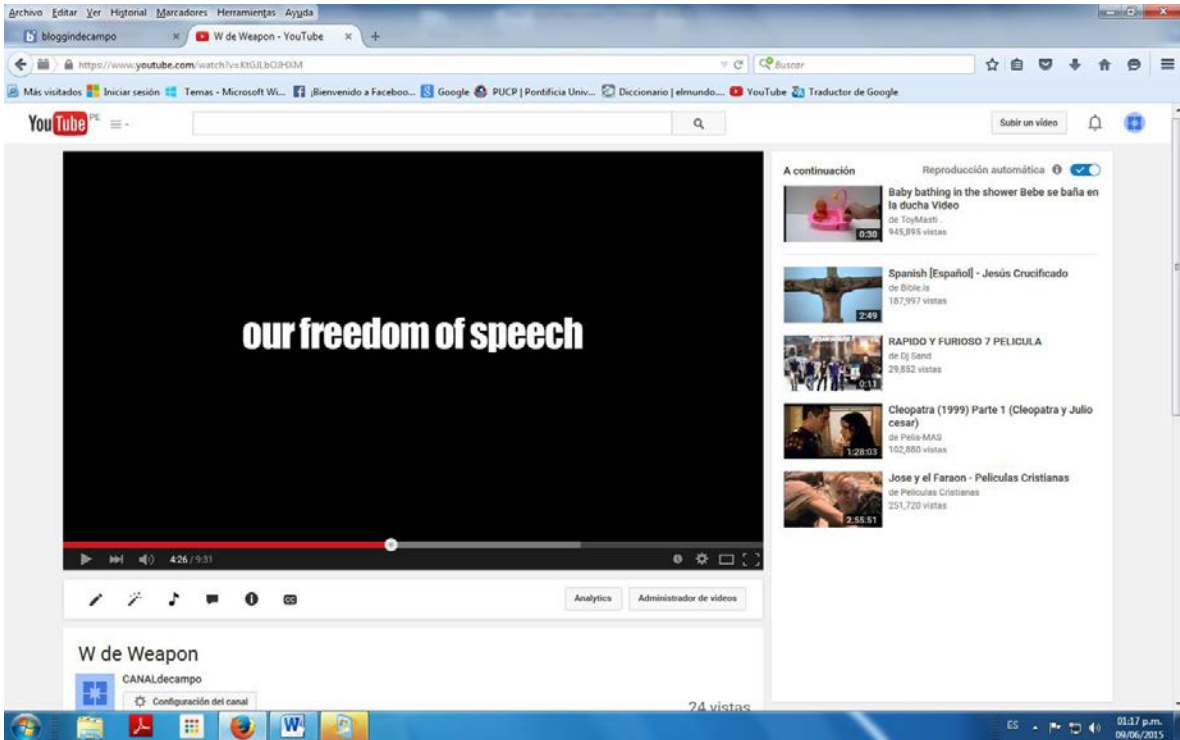 Archivo Editar Ver Historial Marcadores Herramientas Ayuda
bloggindecampo
W de Weapon - YouTube
https://www.youtube.com/watch?v=
Buscar
Más visitados Iniciar sesión Temas - Microsoft Wi... ¡Bienvenido a Faceboo... Google PUCP | Pontificia Univ... Diccionario | elmundo.... YouTube Traductor de Google
YouTube PE
Subir un vídeo
our freedom of speech
4:26 / 9:31
Analytics
Administrador de videos
W de Weapon
CANALdecampo
Configuración del canal
24 vistas
A continuación
Reproducción automática
Baby bathing in the shower Bebe se baña en
la ducha Video
de ToyMasti .
945,895 vistas
0:30
Spanish [Español] - Jesús Crucificado
de Bible.is
187,997 vistas
2:49
RAPIDO Y FURIOSO 7 PELICULA
de Dj Sand
29,852 vistas
0:11
Cleopatra (1999) Parte 1 (Cleopatra y Julio
cesar)
de Pelis-MAS
102,880 vistas
1:28:03
Jose y el Faraon - Peliculas Cristianas
de Peliculas Cristianas
251,720 vistas
2:55:51
ES
01:17 p.m.
09/06/2015